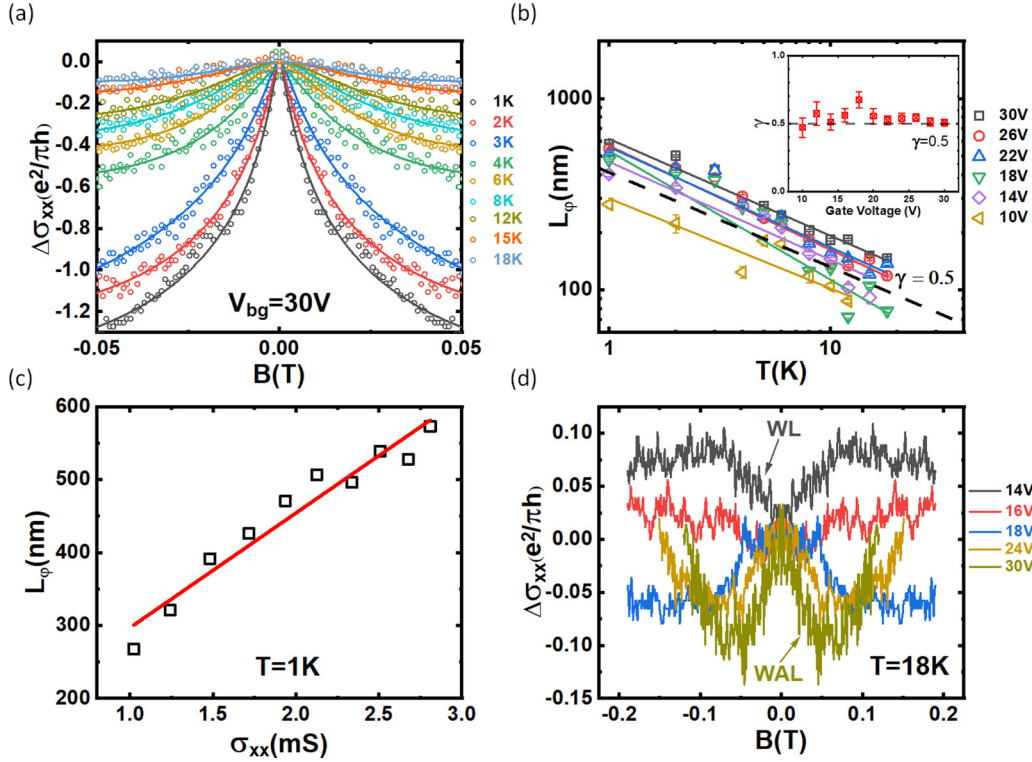 (a)
0.0
-0.2
-0.4
-0.6
-0.8
-1.0
-1.2
Δσxx(e²/πh)
-0.05
0.00
0.05
B(T)
Vbg=30V
1K
2K
3K
4K
6K
8K
12K
15K
18K
(b)
1000
100
Lφ(nm)
1
10
T(K)
γ = 0.5
1.0
0.5
0.0
γ
γ=0.5
10 15 20 25 30
Gate Voltage (V)
30V
26V
22V
18V
14V
10V
(c)
600
500
400
300
200
Lφ(nm)
1.0 1.5 2.0 2.5 3.0
σxx(mS)
T=1K
(d)
0.10
0.05
0.00
-0.05
-0.10
-0.15
Δσxx(e²/πh)
-0.2 -0.1 0.0 0.1 0.2
B(T)
WL
WAL
T=18K
14V
16V
18V
24V
30V